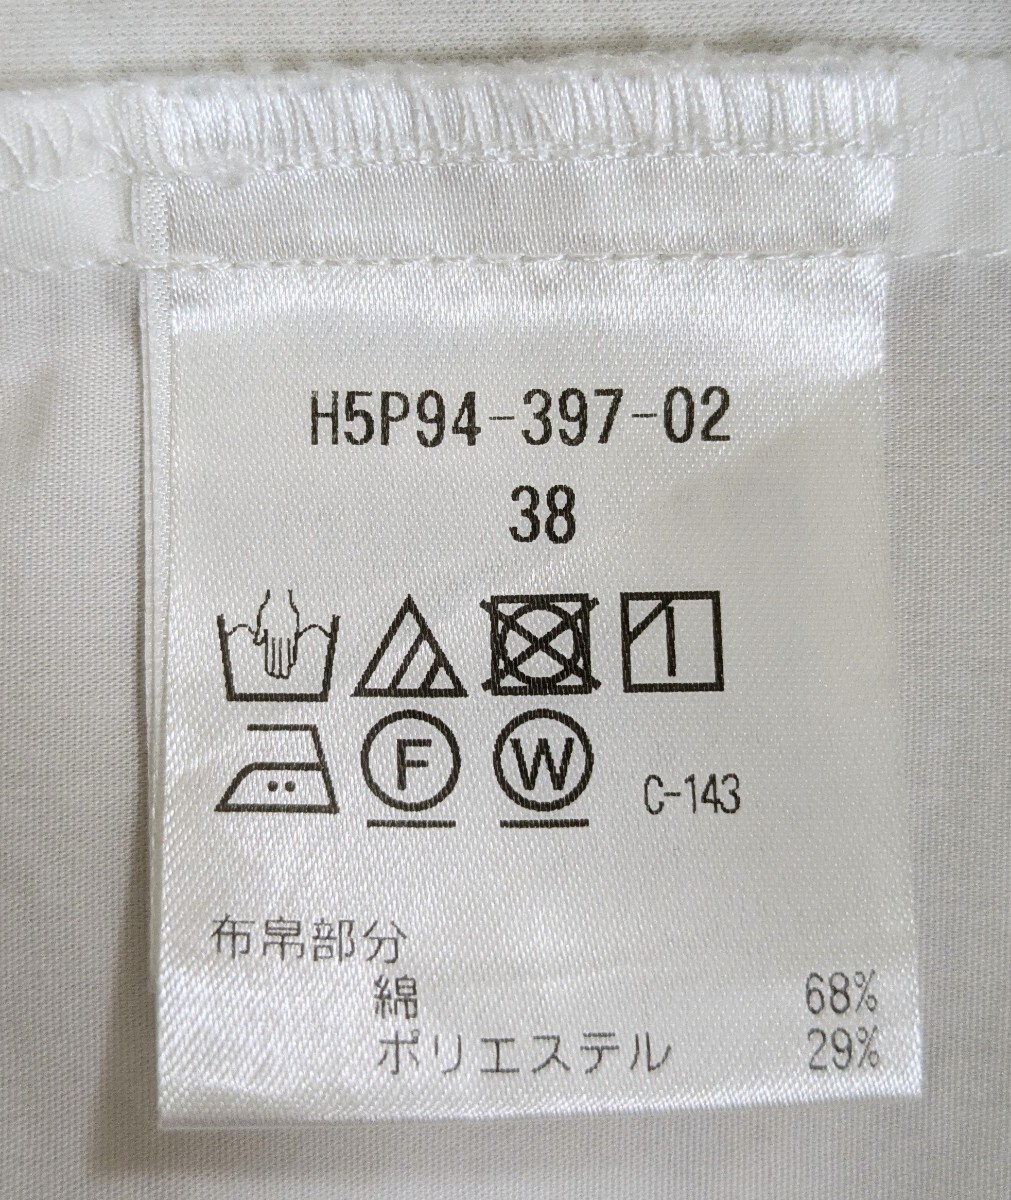 H5P94-397-02
38
F W C-143
布帛部分
綿 68%
ポリエステル 29%